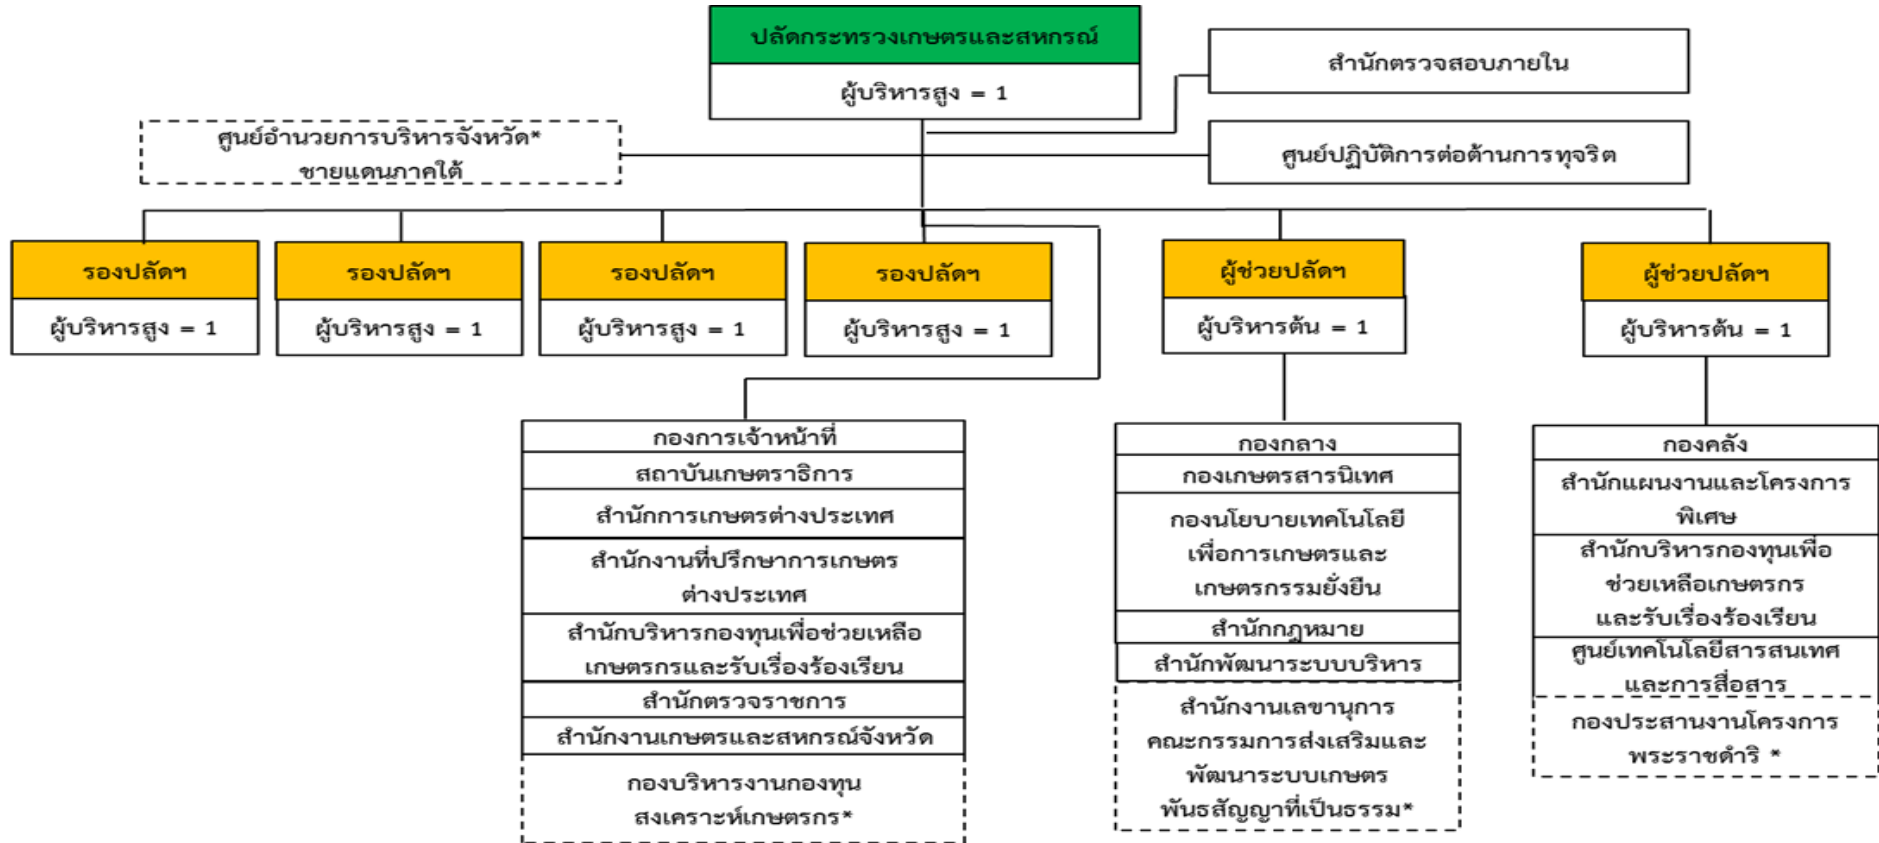 ปลัดกระทรวงเกษตรและสหกรณ์
ผู้บริหารสูง = 1
สำนักตรวจสอบภายใน
ศูนย์อำนวยการบริหารจังหวัด*
ชายแดนภาคใต้
ศูนย์ปฏิบัติการต่อต้านการทุจริต
รองปลัดฯ
ผู้บริหารสูง = 1
รองปลัดฯ
ผู้บริหารสูง = 1
รองปลัดฯ
ผู้บริหารสูง = 1
รองปลัดฯ
ผู้บริหารสูง = 1
ผู้ช่วยปลัดฯ
ผู้บริหารต้น = 1
ผู้ช่วยปลัดฯ
ผู้บริหารต้น = 1
กองการเจ้าหน้าที่
สถาบันเกษตราธิการ
สำนักการเกษตรต่างประเทศ
สำนักงานที่ปรึกษาการเกษตร
ต่างประเทศ
สำนักบริหารกองทุนเพื่อช่วยเหลือ
เกษตรกรและรับเรื่องร้องเรียน
สำนักตรวจราชการ
สำนักงานเกษตรและสหกรณ์จังหวัด
กองบริหารงานกองทุน
สงเคราะห์เกษตรกร*
กองกลาง
กองเกษตรสารนิเทศ
กองนโยบายเทคโนโลยี
เพื่อการเกษตรและ
เกษตรกรรมยั่งยืน
สำนักกฎหมาย
สำนักพัฒนาระบบบริหาร
สำนักงานเลขานุการ
คณะกรรมการส่งเสริมและ
พัฒนาระบบเกษตร
พันธสัญญาที่เป็นธรรม*
กองคลัง
สำนักแผนงานและโครงการ
พิเศษ
สำนักบริหารกองทุนเพื่อ
ช่วยเหลือเกษตรกร
และรับเรื่องร้องเรียน
ศูนย์เทคโนโลยีสารสนเทศ
และการสื่อสาร
กองประสานงานโครงการ
พระราชดำริ *